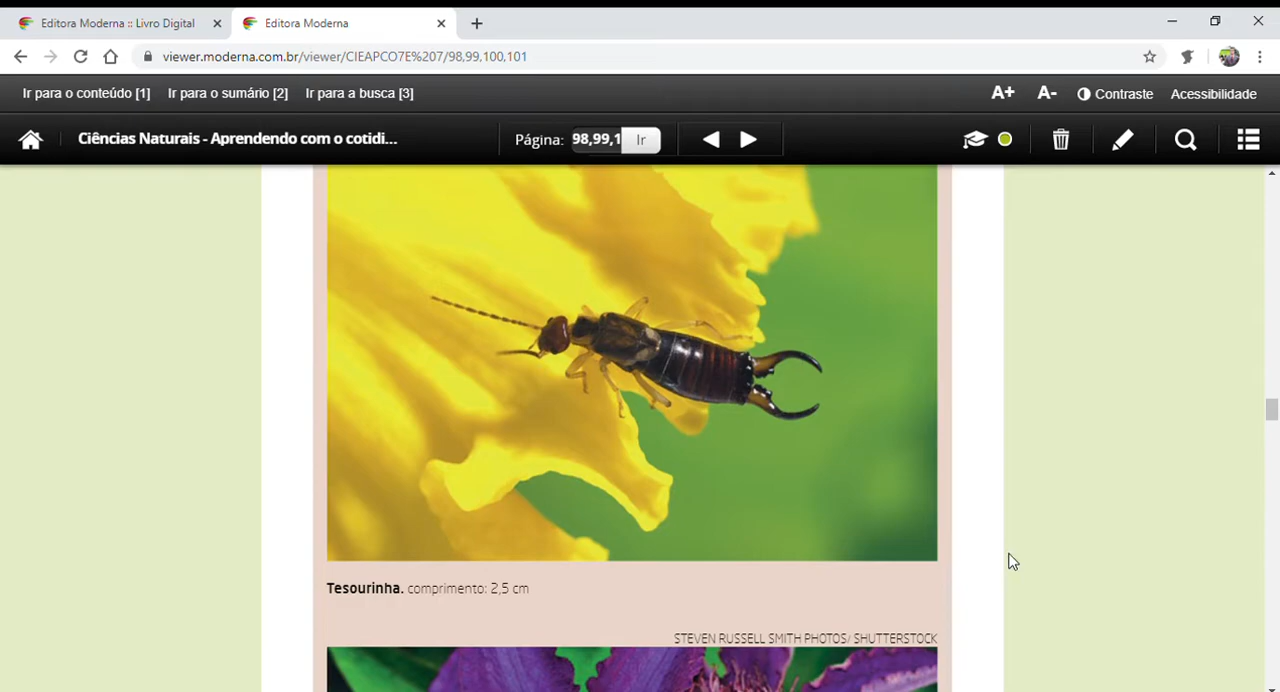 Editora Moderna :: Livro Digital
Editora Moderna
viewer.moderna.com.br/viewer/CIEAPCO7E%207/98,99,100,101
Ir para o conteúdo [1] Ir para o sumário [2] Ir para a busca [3]
A+ A- Contraste Acessibilidade
Ciências Naturais - Aprendendo com o cotidi...
Página: 98,99,1 Ir
Tesourinha. comprimento: 2,5 cm
STEVEN RUSSELL SMITH PHOTOS/ SHUTTERSTOCK